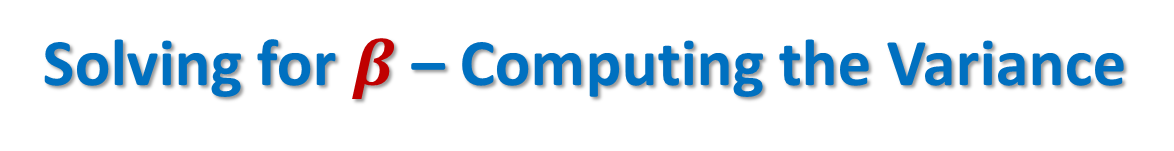 Solving for β – Computing the Variance